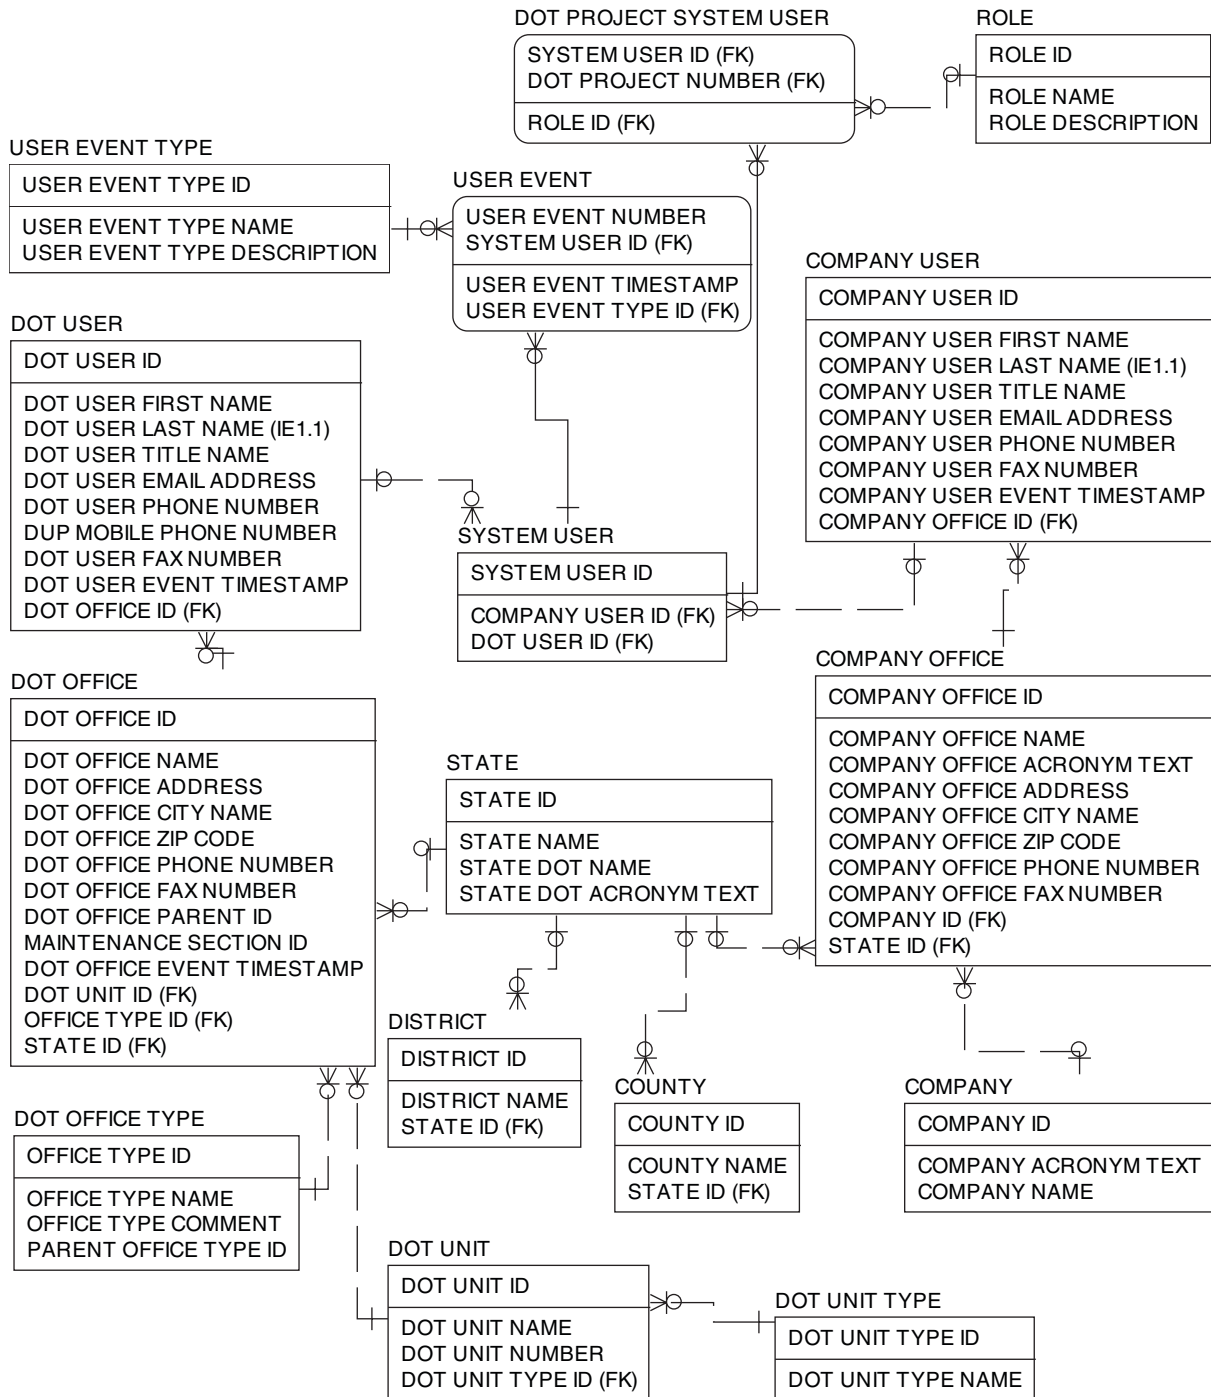 DOT PROJECT SYSTEM USER
SYSTEM USER ID (FK)
DOT PROJECT NUMBER (FK)
ROLE ID (FK)
ROLE
ROLE ID
ROLE NAME
ROLE DESCRIPTION
USER EVENT TYPE
USER EVENT TYPE ID
USER EVENT TYPE NAME
USER EVENT TYPE DESCRIPTION
USER EVENT
USER EVENT NUMBER
SYSTEM USER ID (FK)
USER EVENT TIMESTAMP
USER EVENT TYPE ID (FK)
COMPANY USER
COMPANY USER ID
COMPANY USER FIRST NAME
COMPANY USER LAST NAME (IE1.1)
COMPANY USER TITLE NAME
COMPANY USER EMAIL ADDRESS
COMPANY USER PHONE NUMBER
COMPANY USER FAX NUMBER
COMPANY USER EVENT TIMESTAMP
COMPANY OFFICE ID (FK)
DOT USER
DOT USER ID
DOT USER FIRST NAME
DOT USER LAST NAME (IE1.1)
DOT USER TITLE NAME
DOT USER EMAIL ADDRESS
DOT USER PHONE NUMBER
DUP MOBILE PHONE NUMBER
DOT USER FAX NUMBER
DOT USER EVENT TIMESTAMP
DOT OFFICE ID (FK)
SYSTEM USER
SYSTEM USER ID
COMPANY USER ID (FK)
DOT USER ID (FK)
DOT OFFICE
DOT OFFICE ID
DOT OFFICE NAME
DOT OFFICE ADDRESS
DOT OFFICE CITY NAME
DOT OFFICE ZIP CODE
DOT OFFICE PHONE NUMBER
DOT OFFICE FAX NUMBER
DOT OFFICE PARENT ID
MAINTENANCE SECTION ID
DOT OFFICE EVENT TIMESTAMP
DOT UNIT ID (FK)
OFFICE TYPE ID (FK)
STATE ID (FK)
STATE
STATE ID
STATE NAME
STATE DOT NAME
STATE DOT ACRONYM TEXT
COMPANY OFFICE
COMPANY OFFICE ID
COMPANY OFFICE NAME
COMPANY OFFICE ACRONYM TEXT
COMPANY OFFICE ADDRESS
COMPANY OFFICE CITY NAME
COMPANY OFFICE ZIP CODE
COMPANY OFFICE PHONE NUMBER
COMPANY OFFICE FAX NUMBER
COMPANY ID (FK)
STATE ID (FK)
DISTRICT
DISTRICT ID
DISTRICT NAME
STATE ID (FK)
COUNTY
COUNTY ID
COUNTY NAME
STATE ID (FK)
COMPANY
COMPANY ID
COMPANY ACRONYM TEXT
COMPANY NAME
DOT OFFICE TYPE
OFFICE TYPE ID
OFFICE TYPE NAME
OFFICE TYPE COMMENT
PARENT OFFICE TYPE ID
DOT UNIT
DOT UNIT ID
DOT UNIT NAME
DOT UNIT NUMBER
DOT UNIT TYPE ID (FK)
DOT UNIT TYPE
DOT UNIT TYPE ID
DOT UNIT TYPE NAME